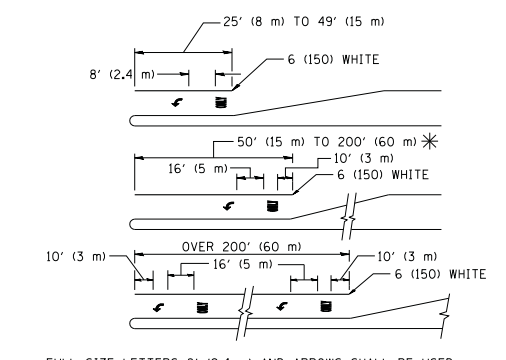 25' (8 m) TO 49' (15 m)
6 (150) WHITE
8' (2.4 m)
50' (15 m) TO 200' (60 m) *
10' (3 m)
16' (5 m)
6 (150) WHITE
OVER 200' (60 m)
10' (3 m)
16' (5 m)
10' (3 m)
6 (150) WHITE